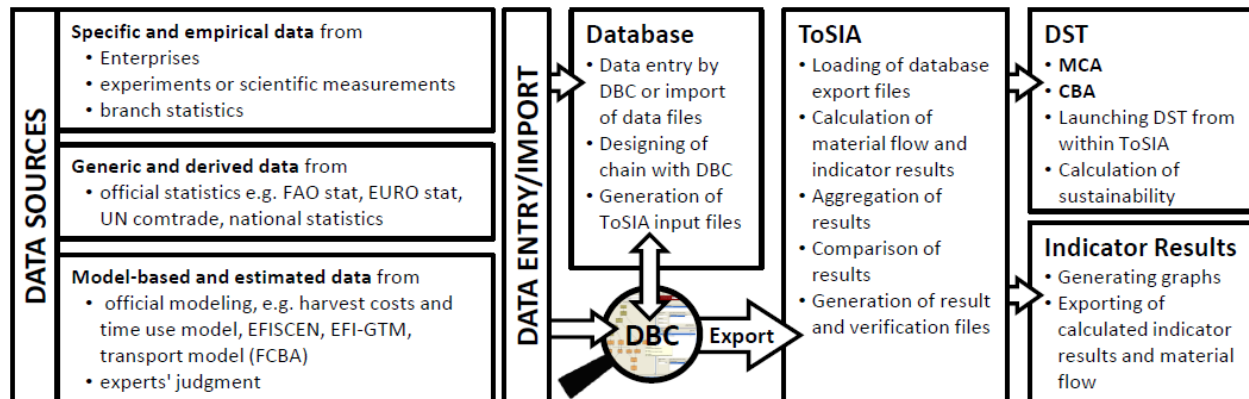 DATA SOURCES
Specific and empirical data from
• Enterprises
• experiments or scientific measurements
• branch statistics
Generic and derived data from
• official statistics e.g. FAO stat, EURO stat,
UN comtrade, national statistics
Model-based and estimated data from
• official modeling, e.g. harvest costs and
time use model, EFISCEN, EFI-GTM,
transport model (FCBA)
• experts' judgment
DATA ENTRY/IMPORT
Database
• Data entry by
DBC or import
of data files
• Designing of
chain with DBC
• Generation of
ToSIA input files
DBC
Export
ToSIA
• Loading of database
export files
• Calculation of
material flow and
indicator results
• Aggregation of
results
• Comparison of
results
• Generation of result
and verification files
DST
• MCA
• CBA
• Launching DST from
within ToSIA
• Calculation of
sustainability
Indicator Results
• Generating graphs
• Exporting of
calculated indicator
results and material
flow